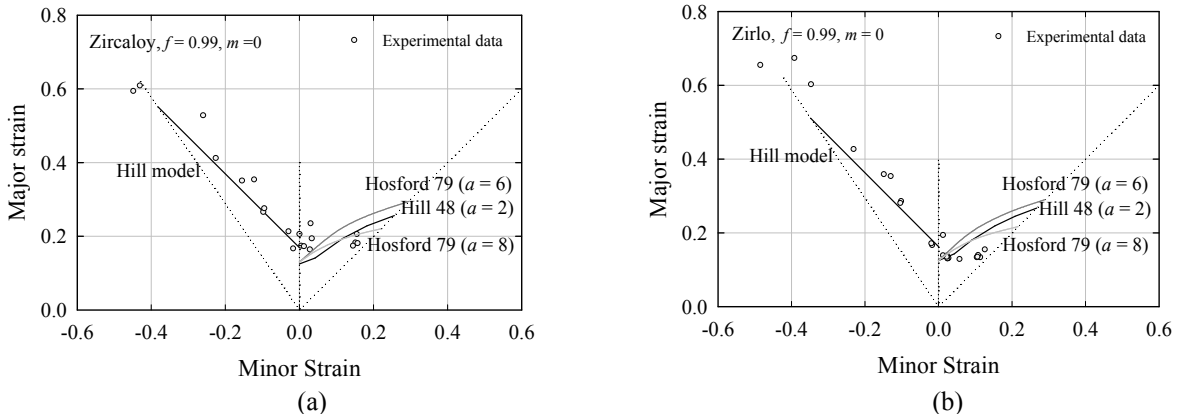 0.8
Zircaloy, f = 0.99, m =0
Experimental data
0.6
Major strain
0.4
Hill model
Hosford 79 (a = 6)
Hill 48 (a = 2)
0.2
Hosford 79 (a = 8)
0.0
-0.6 -0.4 -0.2 0.0 0.2 0.4 0.6
Minor Strain
(a)
0.8
Zirlo, f = 0.99, m = 0
Experimental data
0.6
Major strain
0.4
Hill model
Hosford 79 (a = 6)
Hill 48 (a = 2)
0.2
Hosford 79 (a = 8)
0.0
-0.6 -0.4 -0.2 0.0 0.2 0.4 0.6
Minor Strain
(b)